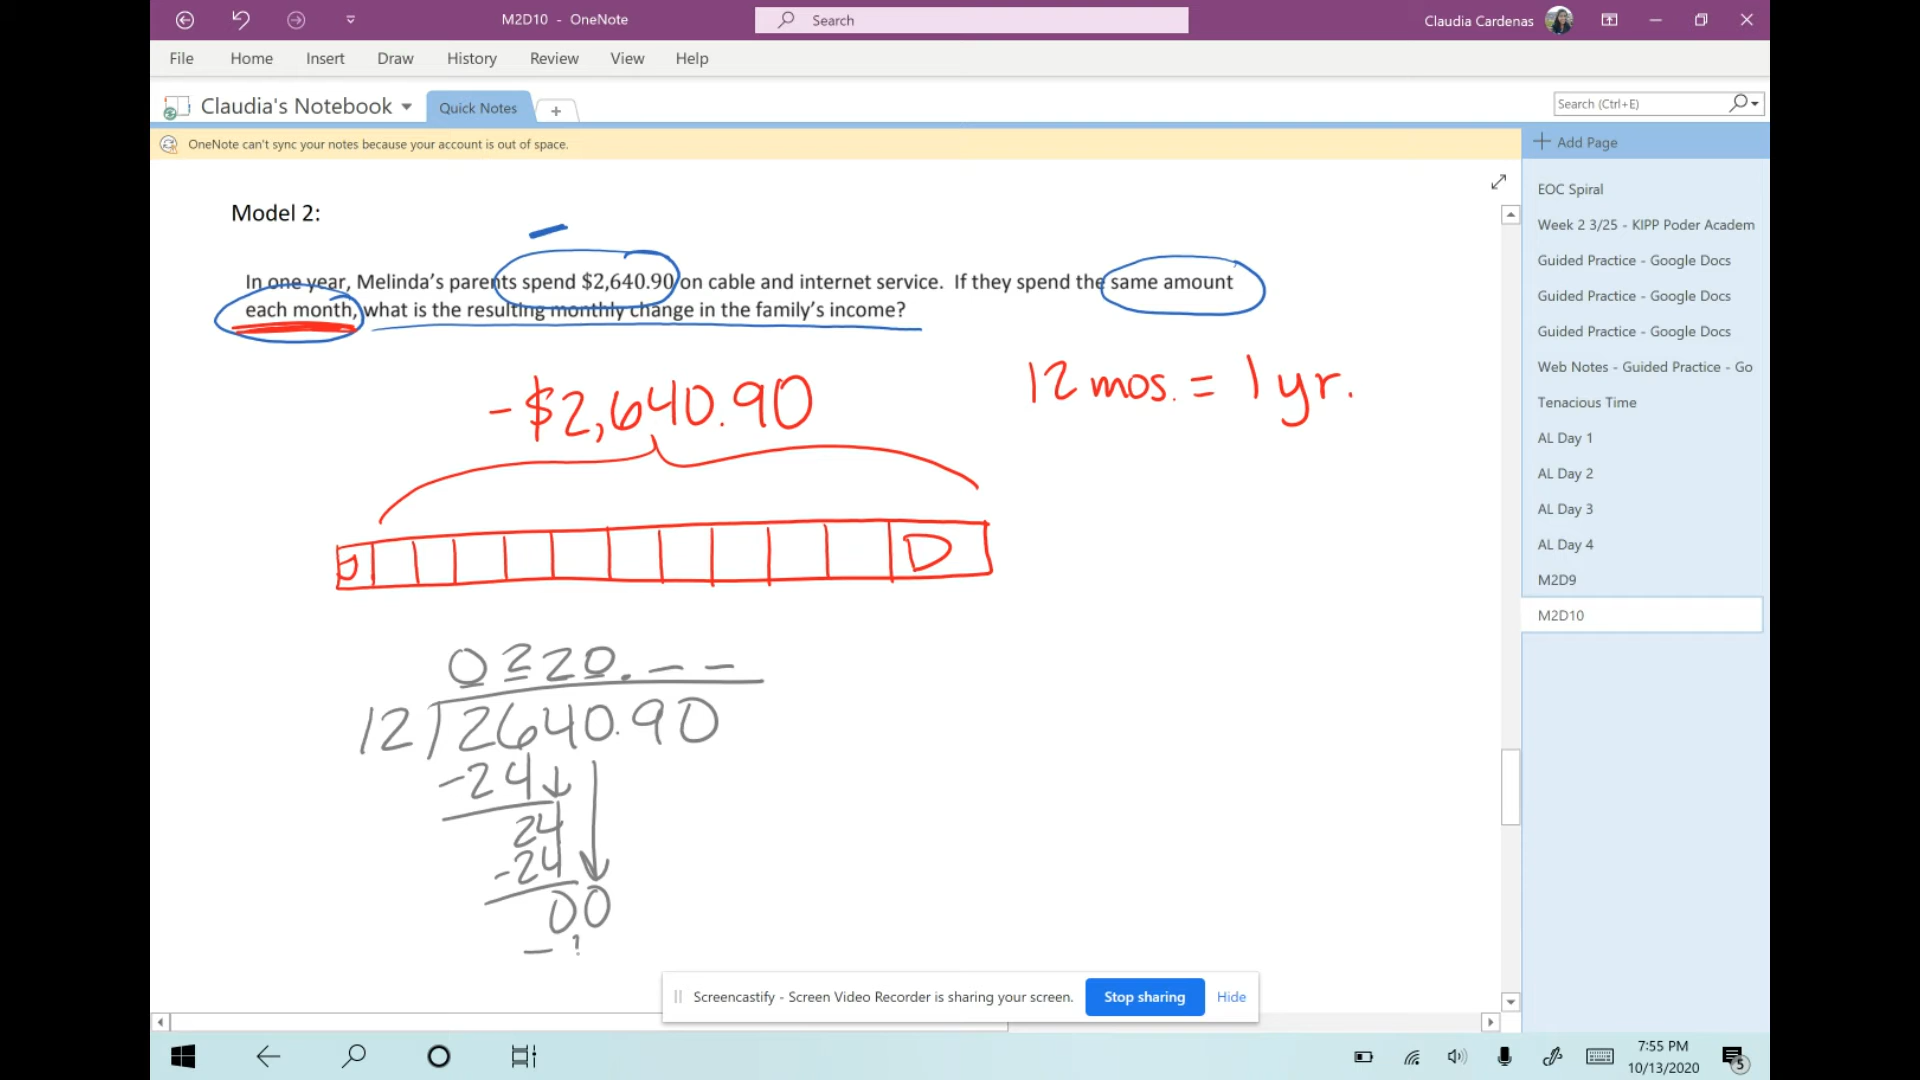 M2D10 - OneNote
Search
Claudia Cardenas
File Home Insert Draw History Review View Help
Claudia's Notebook
Quick Notes
Search (Ctrl+E)
OneNote can't sync your notes because your account is out of space.
Add Page
EOC Spiral
Week 2 3/25 - KIPP Poder Academ
Guided Practice - Google Docs
Guided Practice - Google Docs
Guided Practice - Google Docs
Web Notes - Guided Practice - Go
Tenacious Time
AL Day 1
AL Day 2
AL Day 3
AL Day 4
M2D9
M2D10
Model 2:
In one year, Melinda's parents spend $2,640.90 on cable and internet service. If they spend the same amount
each month, what is the resulting monthly change in the family's income?
-$2,640.90
12 mos. = 1 yr.
J D
0220. _ _
12 2640.90
-24
24
-24
00
- ?
Screencastify - Screen Video Recorder is sharing your screen.
Stop sharing
Hide
7:55 PM
10/13/2020
5